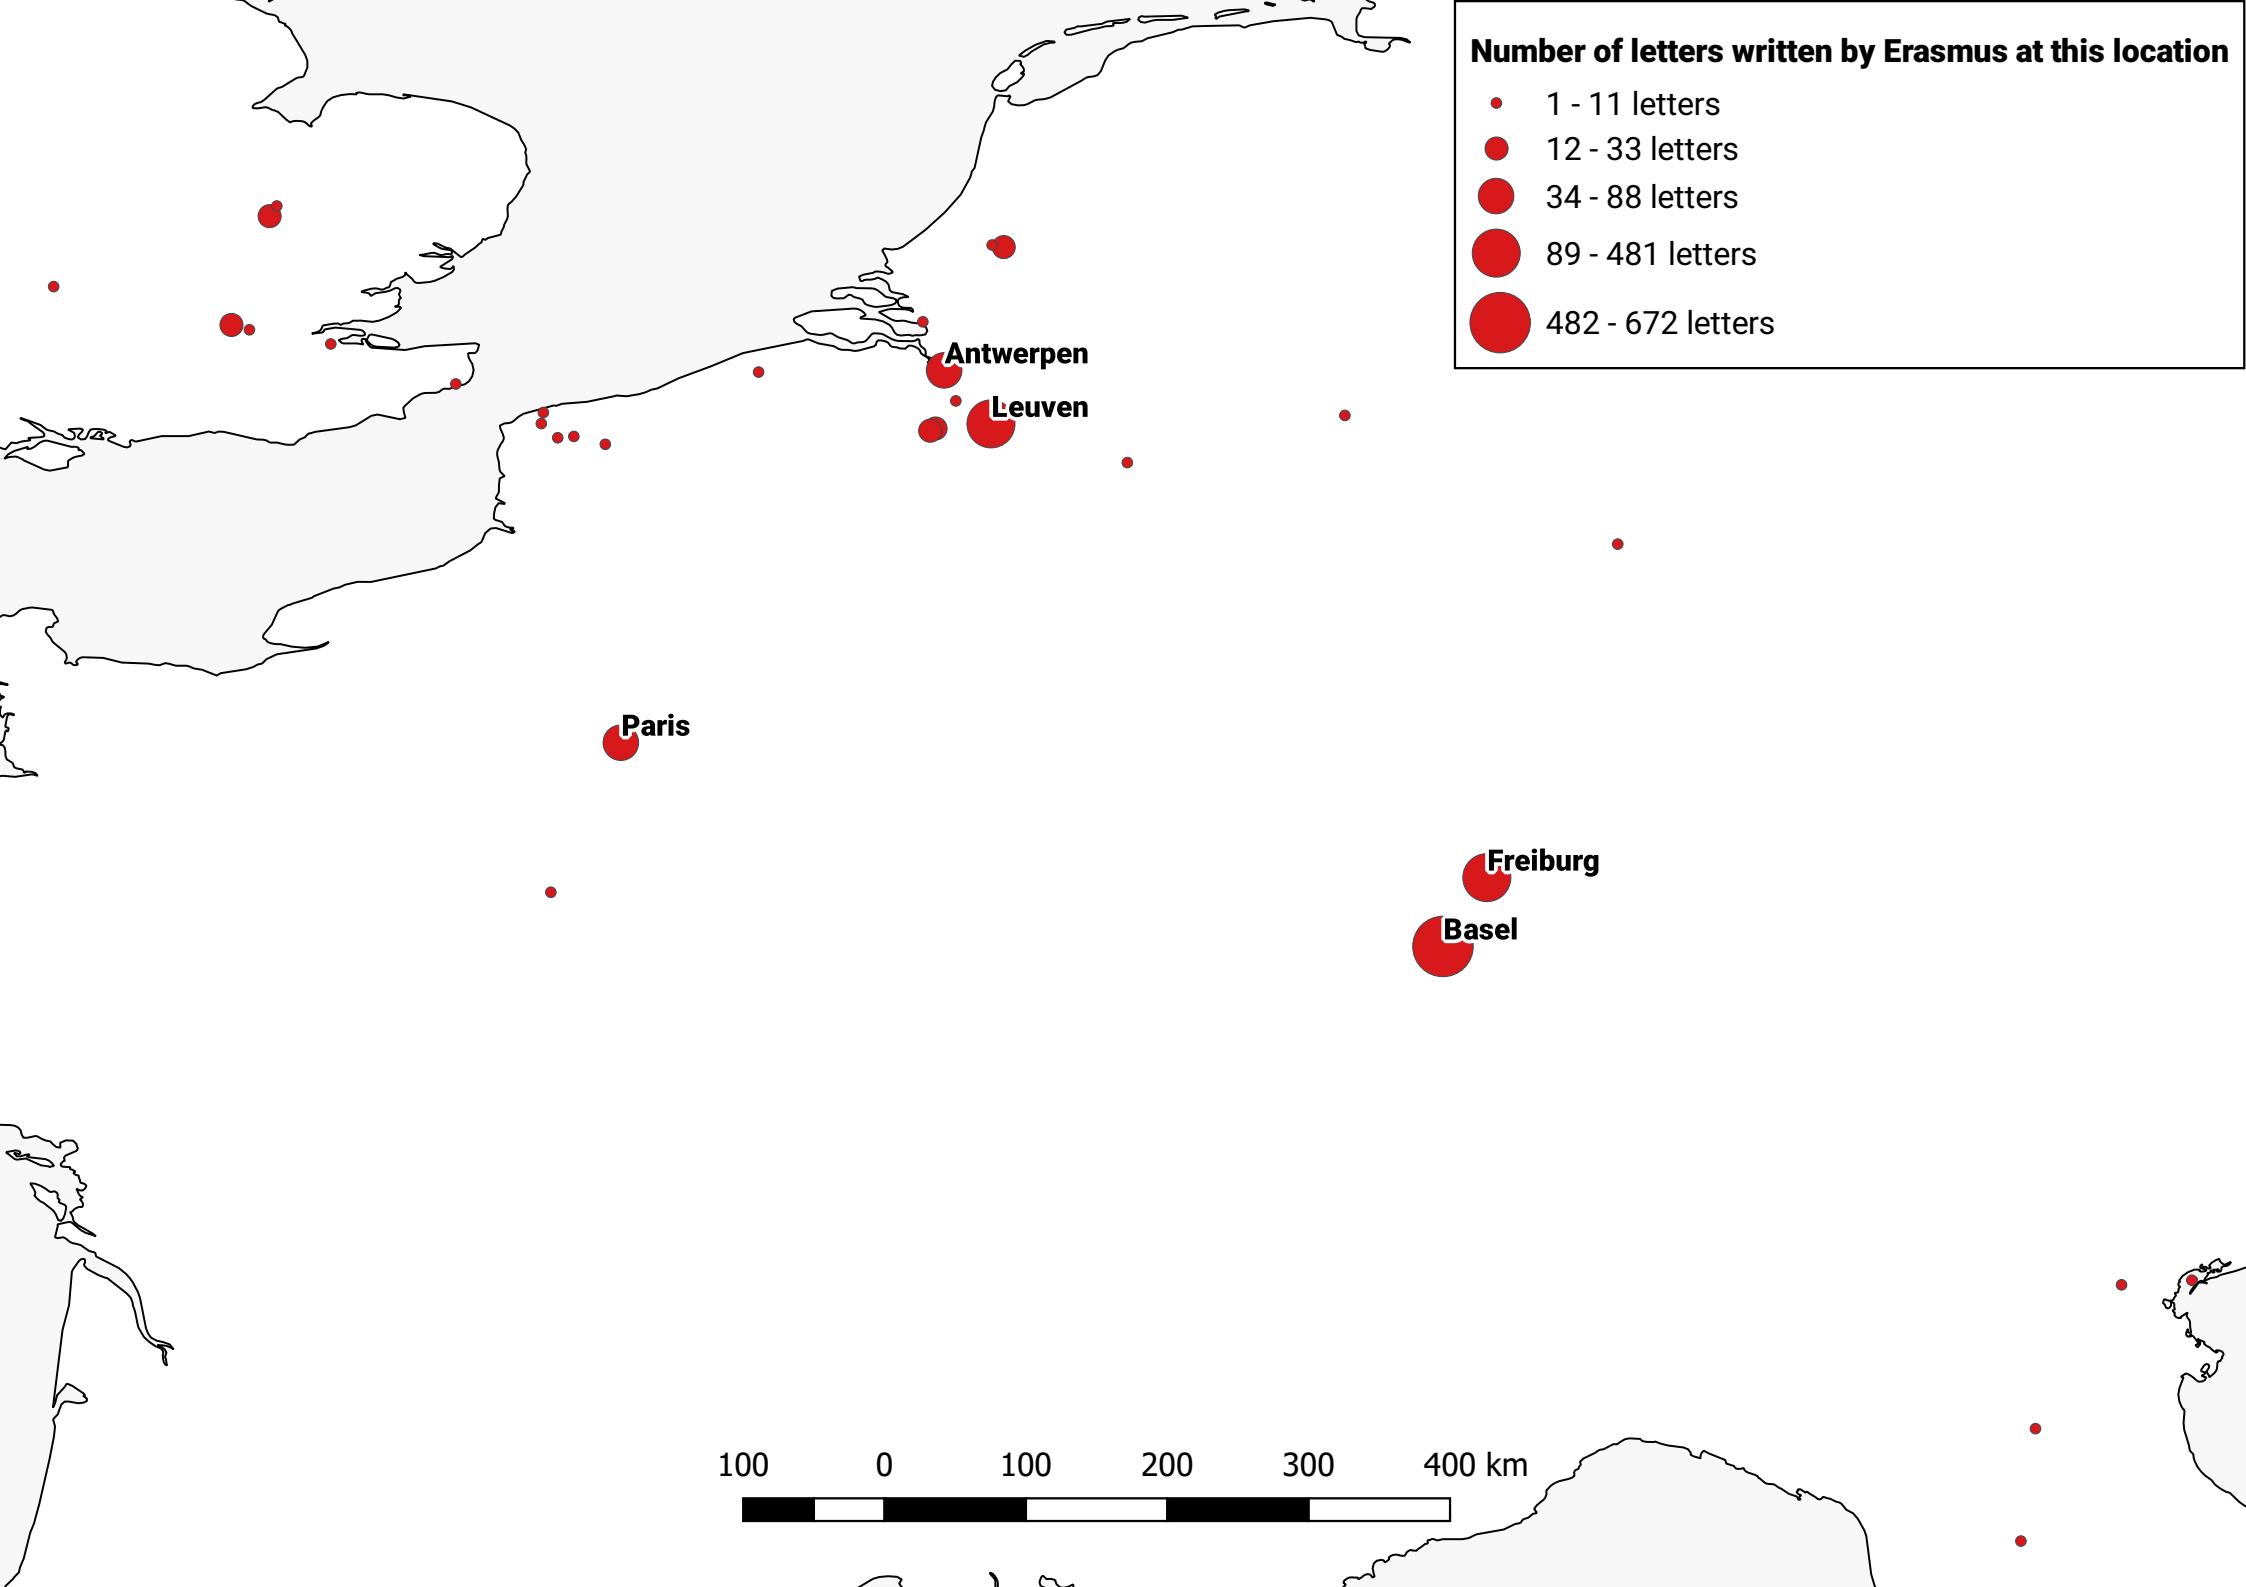 Number of letters written by Erasmus at this location
1 - 11 letters
12 - 33 letters
34 - 88 letters
89 - 481 letters
482 - 672 letters
Antwerpen
Leuven
Paris
Freiburg
Basel
100 0 100 200 300 400 km